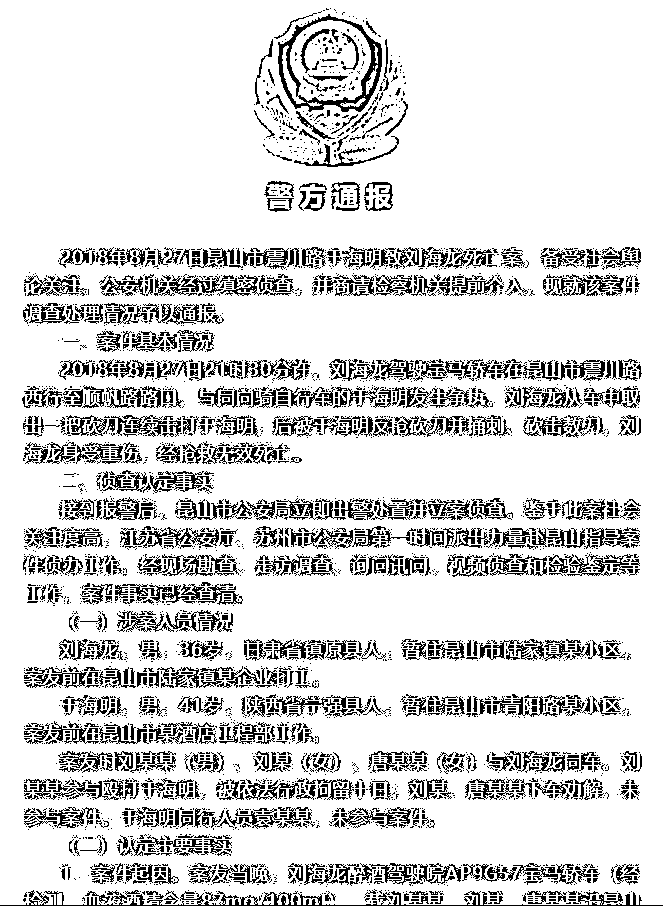 警方通报
2018年8月27日昆山市震川路于海明致刘海龙死亡案，备受社会舆
论关注。公安机关经过缜密侦查，并商请检察机关提前介入，现就该案件
调查处理情况予以通报。
一、案件基本情况
2018年8月27日21时30分许，刘海龙驾驶宝马轿车在昆山市震川路
西行至顺帆路路口，与同向骑自行车的于海明发生争执。刘海龙从车中取
出一把砍刀连续击打于海明，后被于海明反抢砍刀并捅刺、砍击数刀，刘
海龙身受重伤，经抢救无效死亡。
二、侦查认定事实
接到报警后，昆山市公安局立即出警处置并立案侦查。鉴于此案社会
关注度高，江苏省公安厅、苏州市公安局第一时间派出力量赴昆山指导案
件侦办工作。经现场勘查、走访调查、询问讯问、视频侦查和检验鉴定等
工作，案件事实已经查清。
（一）涉案人员情况
刘海龙，男，36岁，甘肃省镇原县人，暂住昆山市陆家镇某小区，
案发前在昆山市陆家镇某企业打工。
于海明，男，41岁，陕西省宁强县人，暂住昆山市青阳路某小区，
案发前在昆山市某酒店工程部工作。
案发时刘某某（男）、刘某（女）、唐某某（女）与刘海龙同车。刘
某某参与殴打于海明，被依法行政拘留十日；刘某、唐某某下车劝解，未
参与案件。于海明同行人员袁某某，未参与案件。
（二）认定主要事实
1、案件起因。案发当晚，刘海龙醉酒驾驶皖AP9G57宝马轿车（经
检测，血液酒精含量87mg/100ml），载刘某某、刘某、唐某某沿昆山